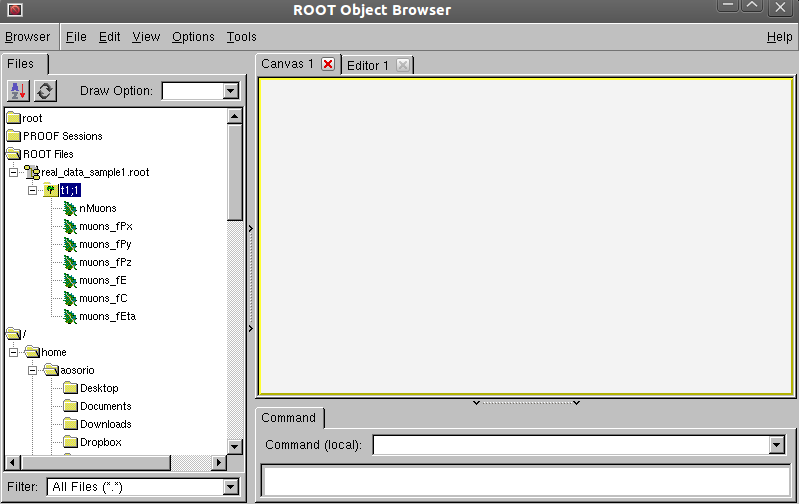 ROOT Object Browser
Browser File Edit View Options Tools Help
Files
Draw Option:
root
PROOF Sessions
ROOT Files
real_data_sample1.root
t1;1
nMuons
muons_fPx
muons_fPy
muons_fPz
muons_fE
muons_fC
muons_fEta
/
home
aosorio
Desktop
Documents
Downloads
Dropbox
Filter: All Files (*.*)
Canvas 1 Editor 1
Command
Command (local):